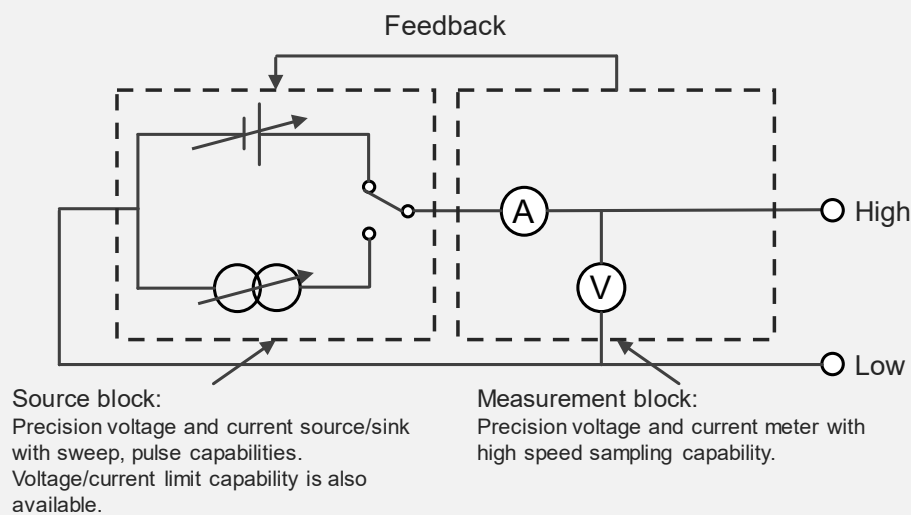 Feedback
A
High
V
Low
Source block:
Precision voltage and current source/sink
with sweep, pulse capabilities.
Voltage/current limit capability is also
available.
Measurement block:
Precision voltage and current meter with
high speed sampling capability.